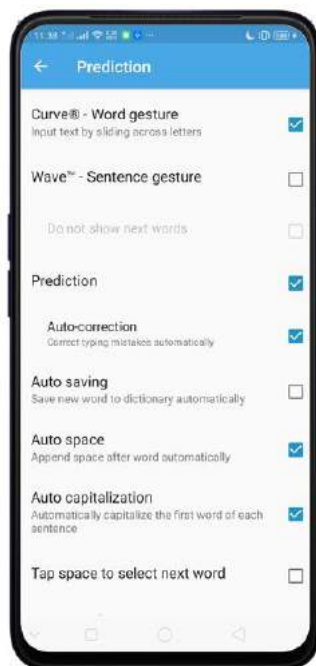 11:38
Prediction
Curve® - Word gesture
Input text by sliding across letters
Wave™ - Sentence gesture
Do not show next words
Prediction
Auto-correction
Correct typing mistakes automatically
Auto saving
Save new word to dictionary automatically
Auto space
Append space after word automatically
Auto capitalization
Automatically capitalize the first word of each
sentence
Tap space to select next word